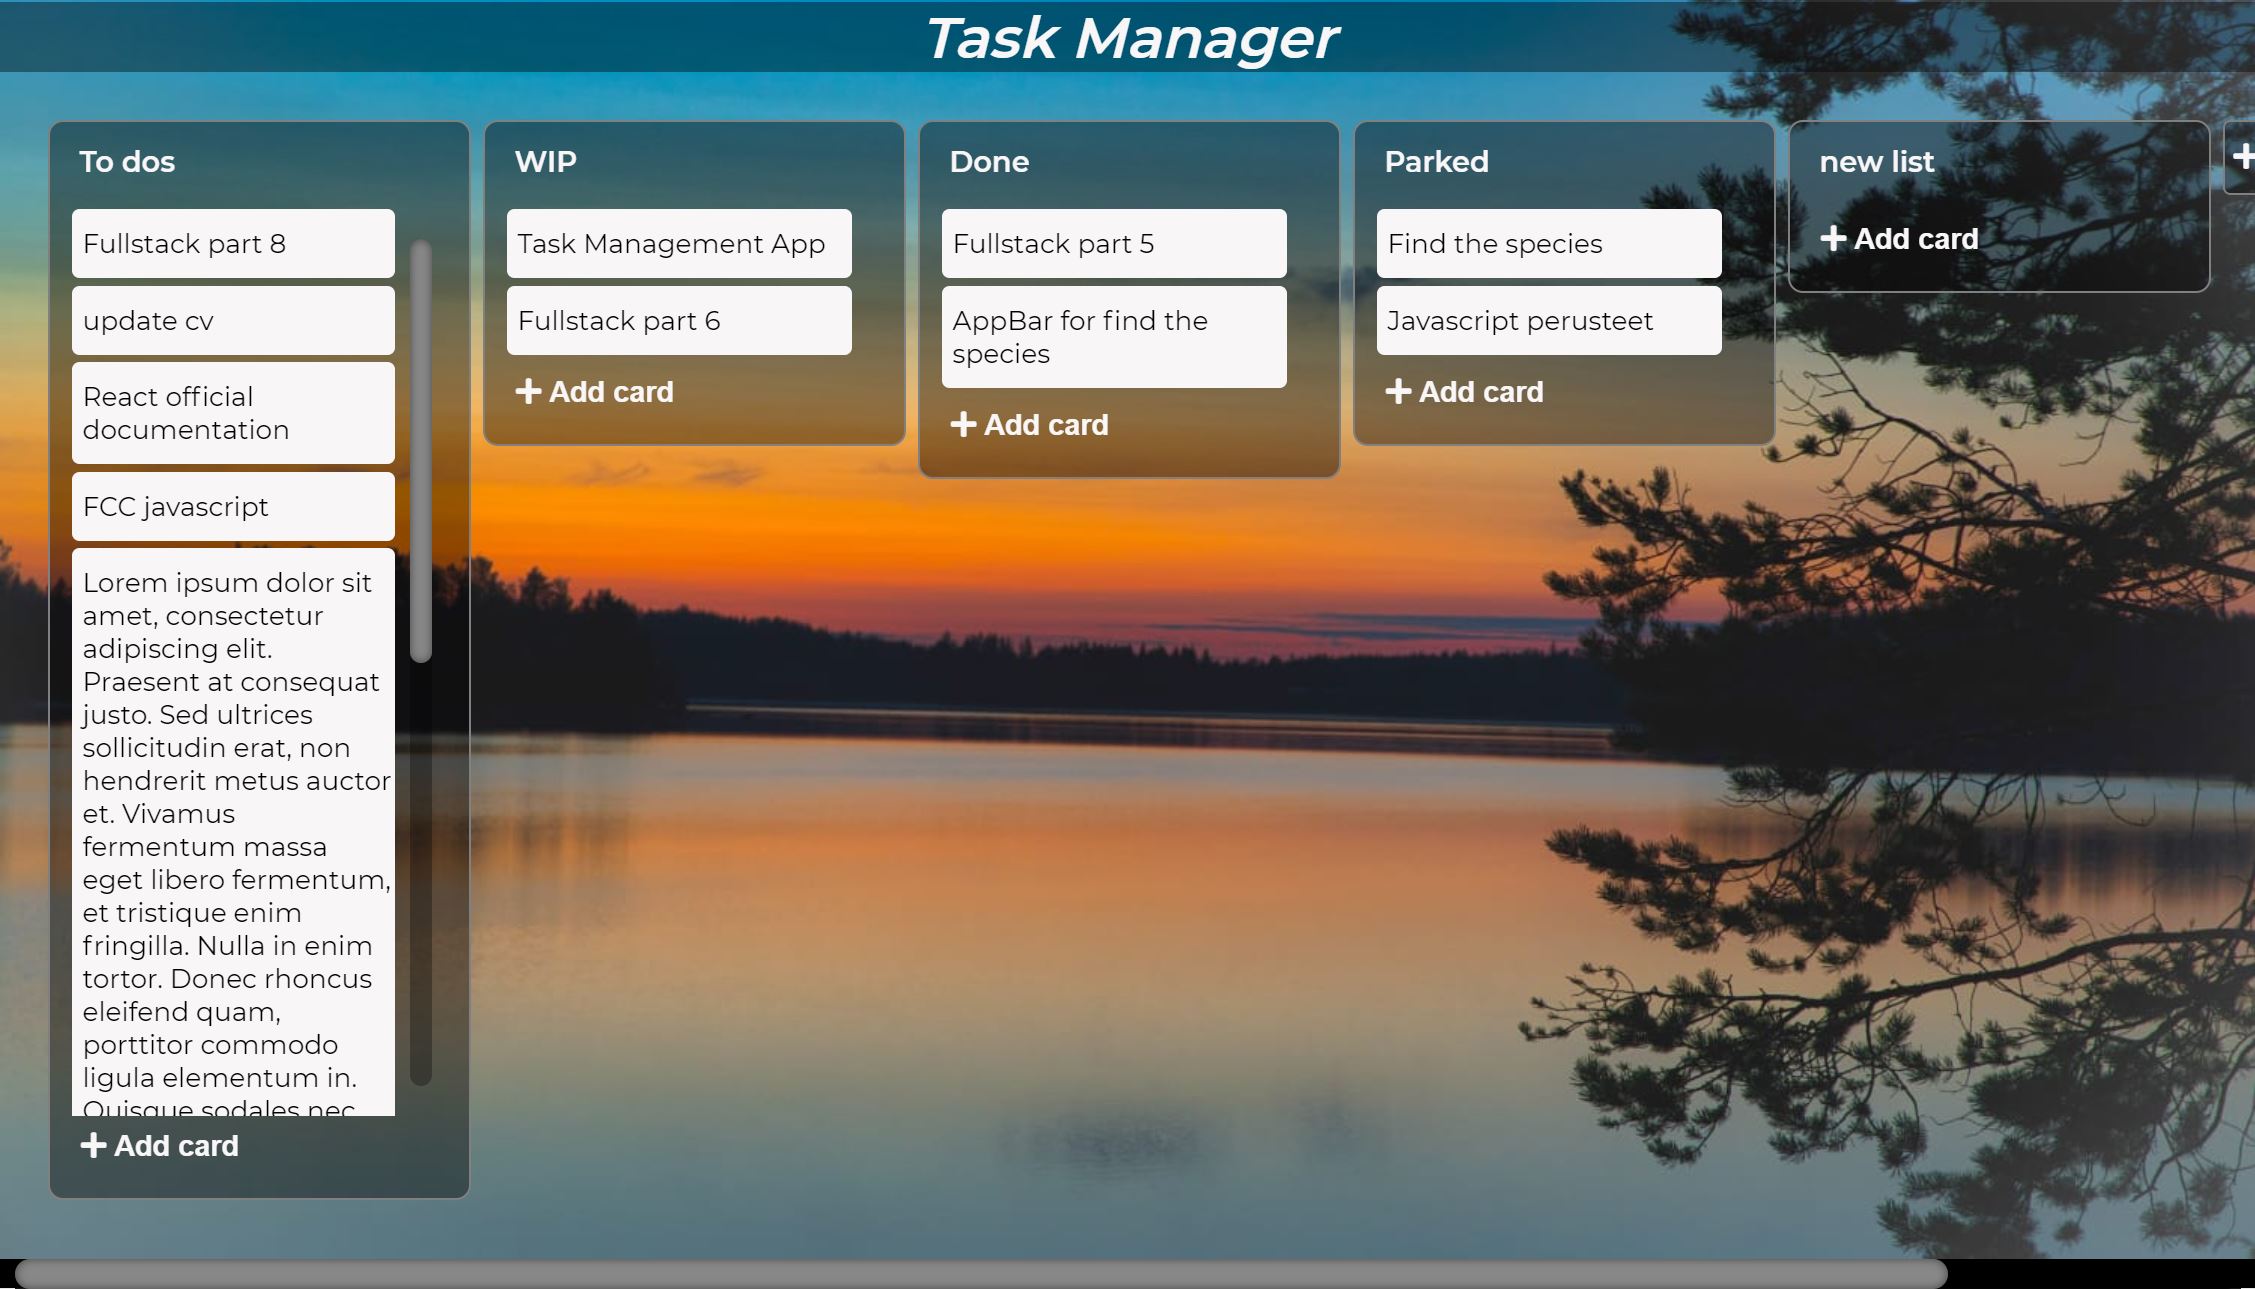 Task Manager
To dos
Fullstack part 8
update cv
React official
documentation
FCC javascript
Lorem ipsum dolor sit
amet, consectetur
adipiscing elit.
Praesent at consequat
justo. Sed ultrices
sollicitudin erat, non
hendrerit metus auctor
et. Vivamus
fermentum massa
eget libero fermentum,
et tristique enim
fringilla. Nulla in enim
tortor. Donec rhoncus
eleifend quam,
porttitor commodo
ligula elementum in.
Quisque sodales nec
+ Add card
WIP
Task Management App
Fullstack part 6
+ Add card
Done
Fullstack part 5
AppBar for find the
species
+ Add card
Parked
Find the species
Javascript perusteet
+ Add card
new list
+ Add card
+